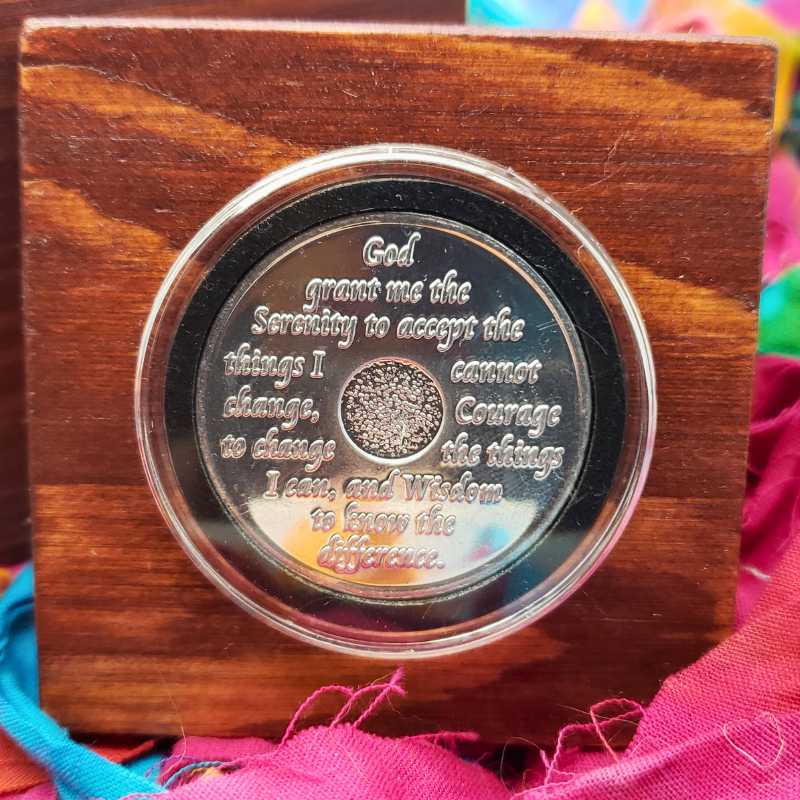 God
grant me the
Serenity to accept the
things I cannot
change, Courage
to change the things
I can, and Wisdom
to know the
difference.